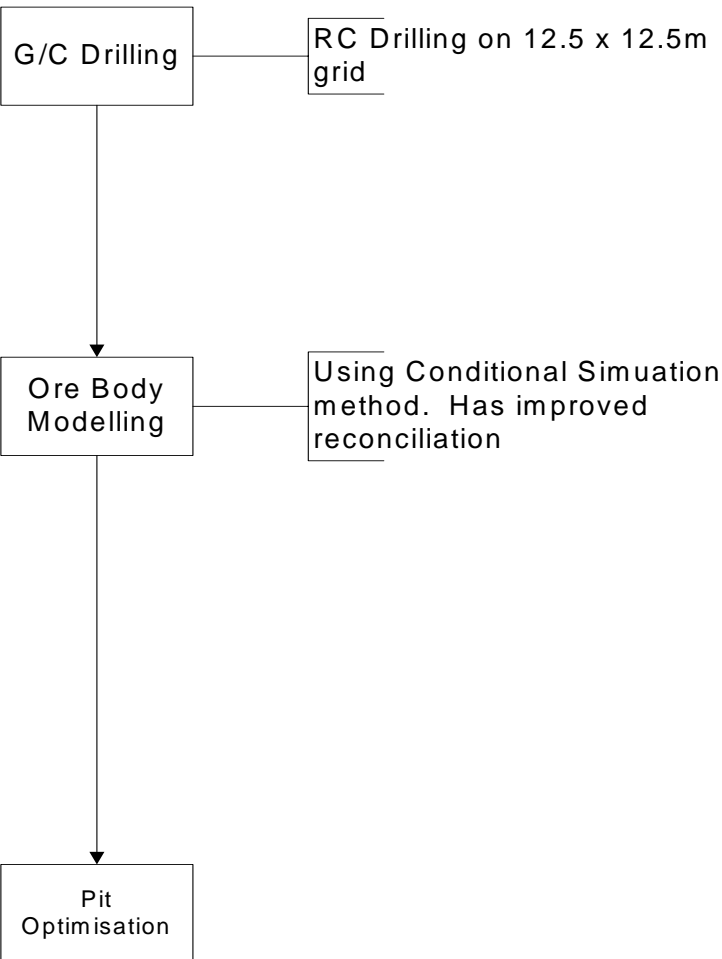 G/C Drilling
RC Drilling on 12.5 x 12.5m
grid
Ore Body
Modelling
Using Conditional Simuation
method.  Has improved
reconciliation
Pit
Optimisation